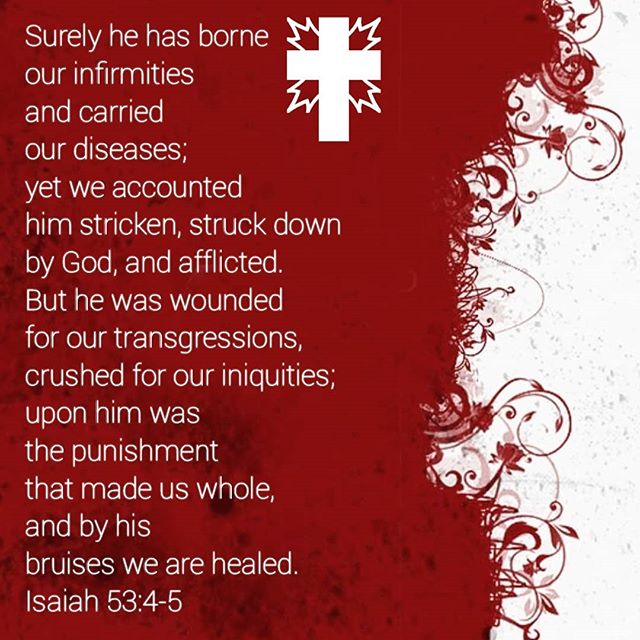 Surely he has borne
our infirmities
and carried
our diseases;
yet we accounted
him stricken, struck down
by God, and afflicted.
But he was wounded
for our transgressions,
crushed for our iniquities;
upon him was
the punishment
that made us whole,
and by his
bruises we are healed.
Isaiah 53:4-5